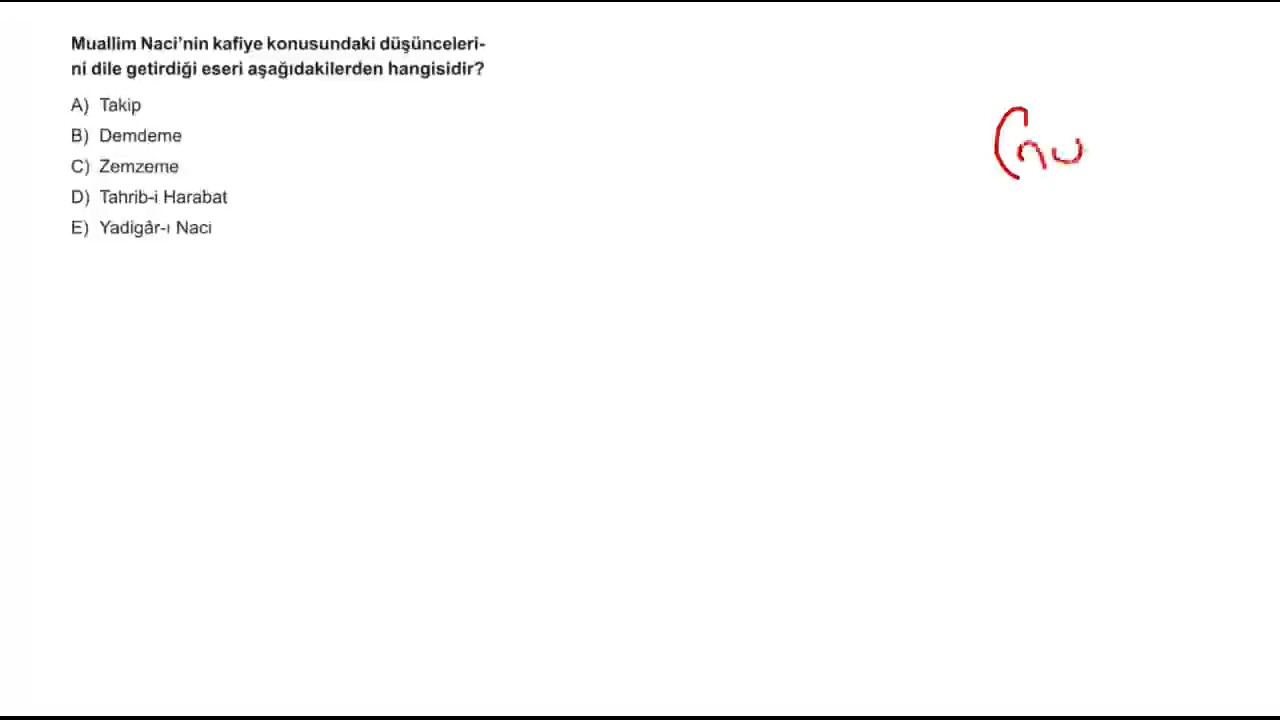 Muallim Naci'nin kafiye konusundaki düşünceleri-
ni dile getirdiği eseri aşağıdakilerden hangisidir?
A) Takip
B) Demdeme
C) Zemzeme
D) Tahrib-i Harabat
E) Yadigâr-ı Naci